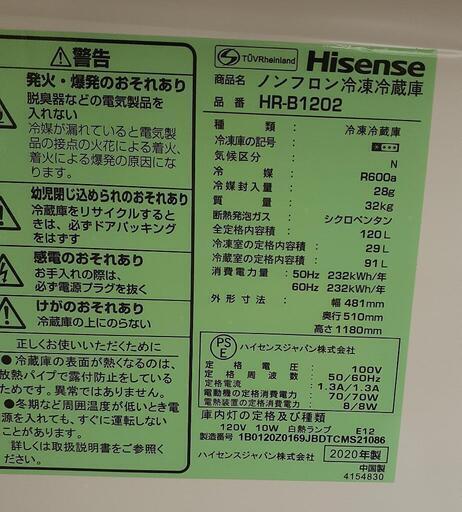 警告
発火・爆発のおそれあり
脱臭器などの電気製品を
入れない
冷媒が漏れていると電気製
品の接点の火花による着火、
着火による爆発の原因にな
ります。
幼児閉じ込められのおそれあり
冷蔵庫をリサイクルすると
きは、必ずドアパッキング
をはずす
感電のおそれあり
お手入れの際は、
必ず電源プラグを抜く
けがのおそれあり
冷蔵庫の上にのらない
正しくお使いいただくために
●冷蔵庫の表面が熱くなるのは、
放熱パイプで露付防止をしている
ためです。異常ではありません。
●冬期など周囲温度が低いとき電
源を入れても、すぐに運転しない
ことがあります。
詳しくは取扱説明書をご参照く
ださい。
TÜVRheinland
Hisense
商品名 ノンフロン冷凍冷蔵庫
品番 HR-B1202
種類: 冷凍冷蔵庫
冷凍庫の記号:
気候区分: N
冷媒: R600a
冷媒封入量: 28g
質量: 32kg
断熱発泡ガス: シクロペンタン
全定格内容積: 120L
冷凍室の定格内容積: 29L
冷蔵室の定格内容積: 91L
消費電力量: 50Hz 232kWh/年
60Hz 232kWh/年
外形寸法: 幅481mm
奥行510mm
高さ1180mm
PSE ハイセンスジャパン株式会社
定格電圧: 100V
定格周波数: 50/60Hz
定格電流: 1.3A/1.3A
電動機の定格消費電力: 70/70W
電熱装置の定格消費電力: 8/8W
庫内灯の定格及び種類
120V 10W 白熱ランプ E12
製造番号: 1B0120Z0169JBDTCMS21086
ハイセンスジャパン株式会社 2020年製
中国製
4154830